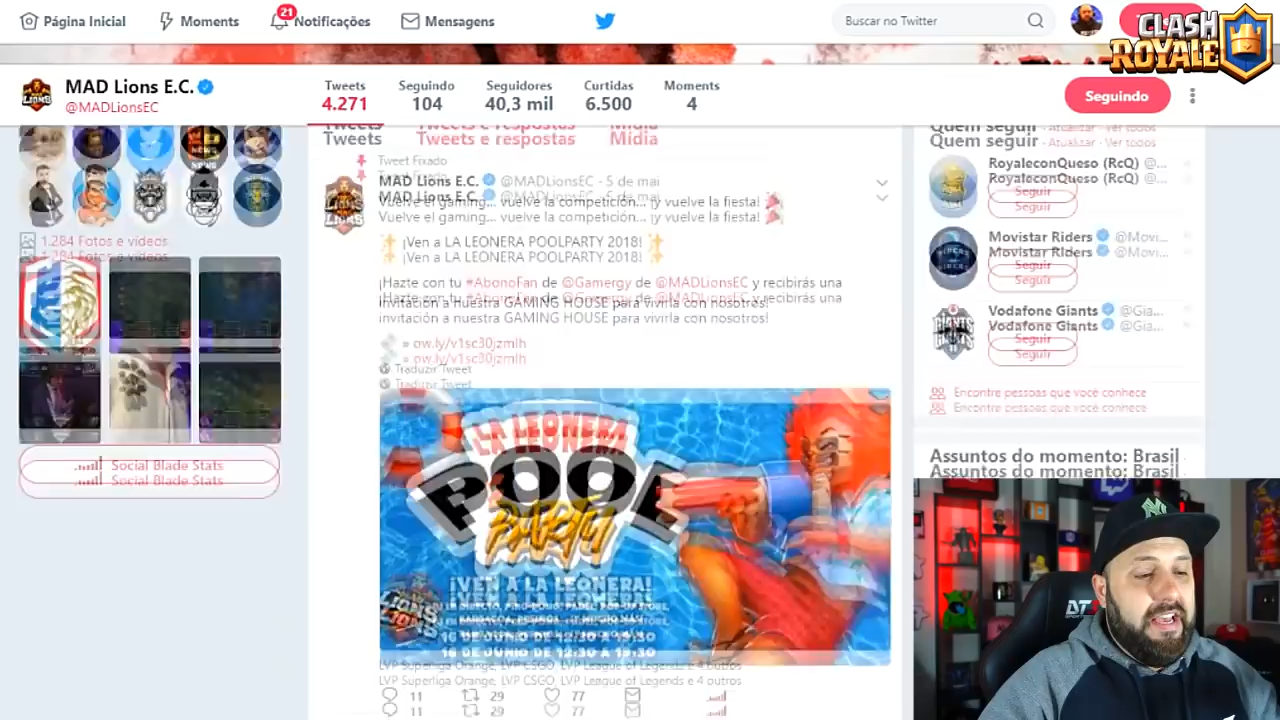 Página Inicial
Moments
21
Notificações
Mensagens
Buscar no Twitter
CLASH
ROYALE
MAD Lions E.C.
@MADLionsEC
Tweets
4.271
Seguindo
104
Seguidores
40,3 mil
Curtidas
6.500
Moments
4
Seguindo
1.284 Fotos e vídeos
Social Blade Stats
Tweets
Tweets e respostas
Mídia
Tweet Fixado
MAD Lions E.C. @MADLionsEC - 5 de mai
Vuelve el gaming... vuelve la competición... ¡y vuelve la fiesta!
¡Ven a LA LEONERA POOLPARTY 2018!
¡Hazte con tu #AbonoFan de @Gamergy de @MADLionsEC y recibirás una
invitación a nuestra GAMING HOUSE para vivirla con nosotros!
» ow.ly/v1sc30jzmlh
Traduzir Tweet
LA LEONERA
POOL
PARTY
¡VEN A LA LEONERA!
16 DE JUNIO DE 12:30 A 19:30
LIONS
LVP Superliga Orange, LVP CSGO, LVP League of Legends e 4 outros
11
29
77
Quem seguir - Atualizar - Ver todos
RoyaleconQueso (RcQ) @...
Seguir
Movistar Riders @Movi...
Seguir
Vodafone Giants @Gia...
Seguir
GIANTS
Encontre pessoas que você conhece
Assuntos do momento: Brasil